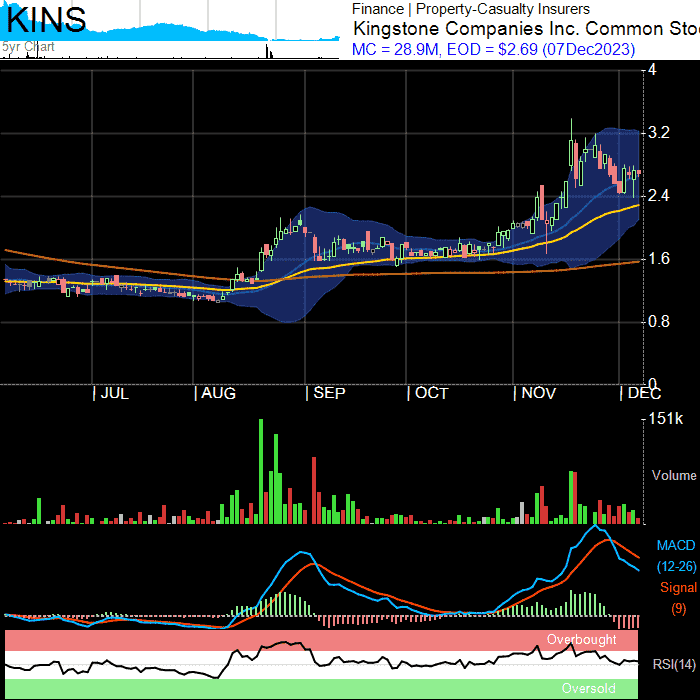 KINS
5yr Chart
Finance | Property-Casualty Insurers
Kingstone Companies Inc. Common Sto
MC = 28.9M, EOD = $2.69 (07Dec2023)
4
3.2
2.4
1.6
0.8
0
| JUL | AUG | SEP | OCT | NOV | DEC
151k
Volume
MACD
(12-26)
Signal
(9)
Overbought
RSI(14)
Oversold